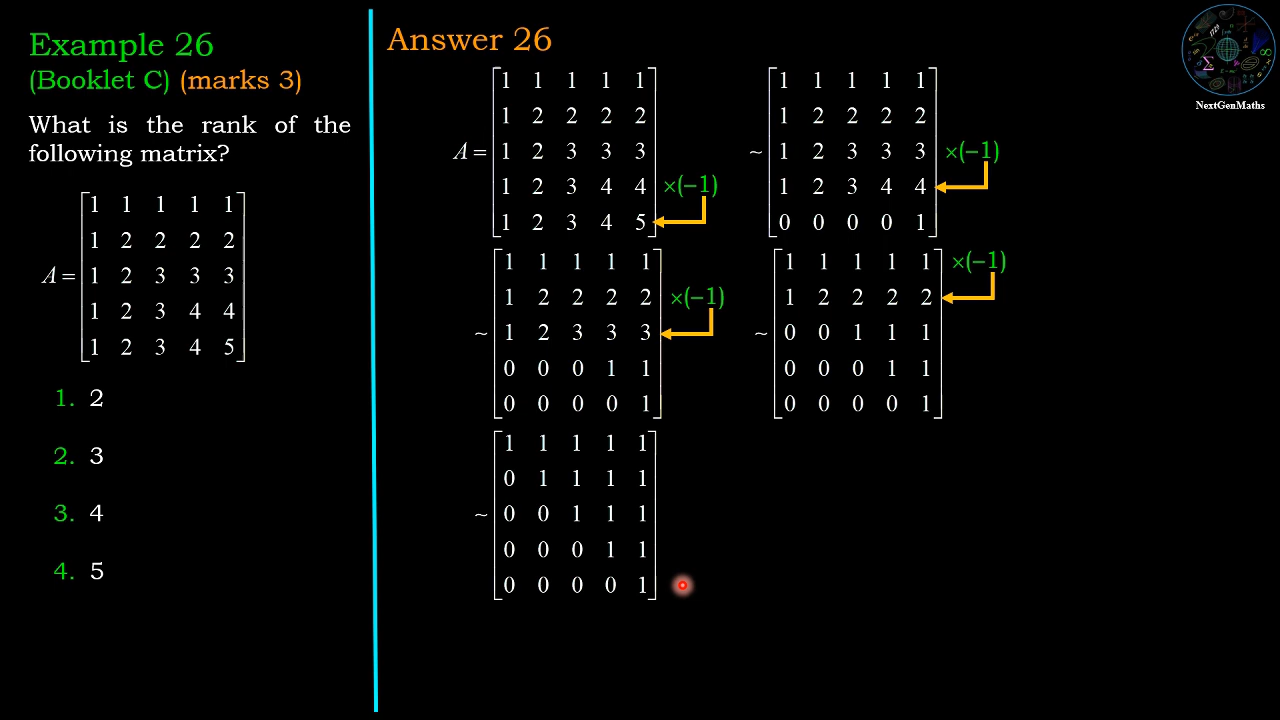 Example 26
(Booklet C) (marks 3)
What is the rank of the
following matrix?
1 1 1 1 1
1 2 2 2 2
A = 1 2 3 3 3
1 2 3 4 4
1 2 3 4 5
1. 2
2. 3
3. 4
4. 5
Answer 26
1 1 1 1 1
1 2 2 2 2
A = 1 2 3 3 3
1 2 3 4 4 ×(−1)
1 2 3 4 5
1 1 1 1 1
1 2 2 2 2
~ 1 2 3 3 3 ×(−1)
1 2 3 4 4
0 0 0 0 1
1 1 1 1 1
1 2 2 2 2 ×(−1)
~ 1 2 3 3 3
0 0 0 1 1
0 0 0 0 1
1 1 1 1 1 ×(−1)
1 2 2 2 2
~ 0 0 1 1 1
0 0 0 1 1
0 0 0 0 1
1 1 1 1 1
0 1 1 1 1
~ 0 0 1 1 1
0 0 0 1 1
0 0 0 0 1
NextGenMaths